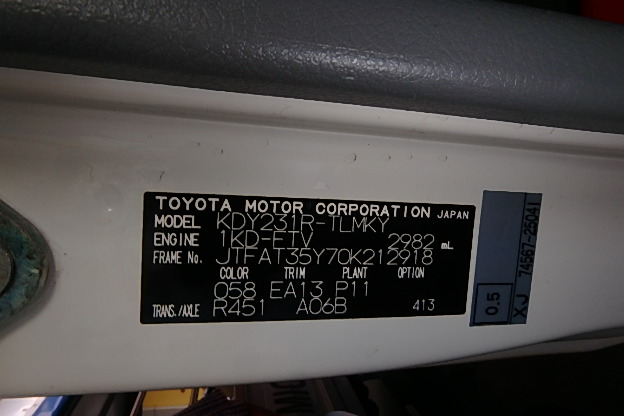 TOYOTA MOTOR CORPORATION JAPAN
MODEL KDY231R-TLMKY
ENGINE 1KD-FTV 2982 mL
FRAME No. JTFAT35Y70K212918
COLOR TRIM PLANT OPTION
058 EA13 P11
TRANS./AXLE R451 A06B 413
0.5 XJ 74567-25041